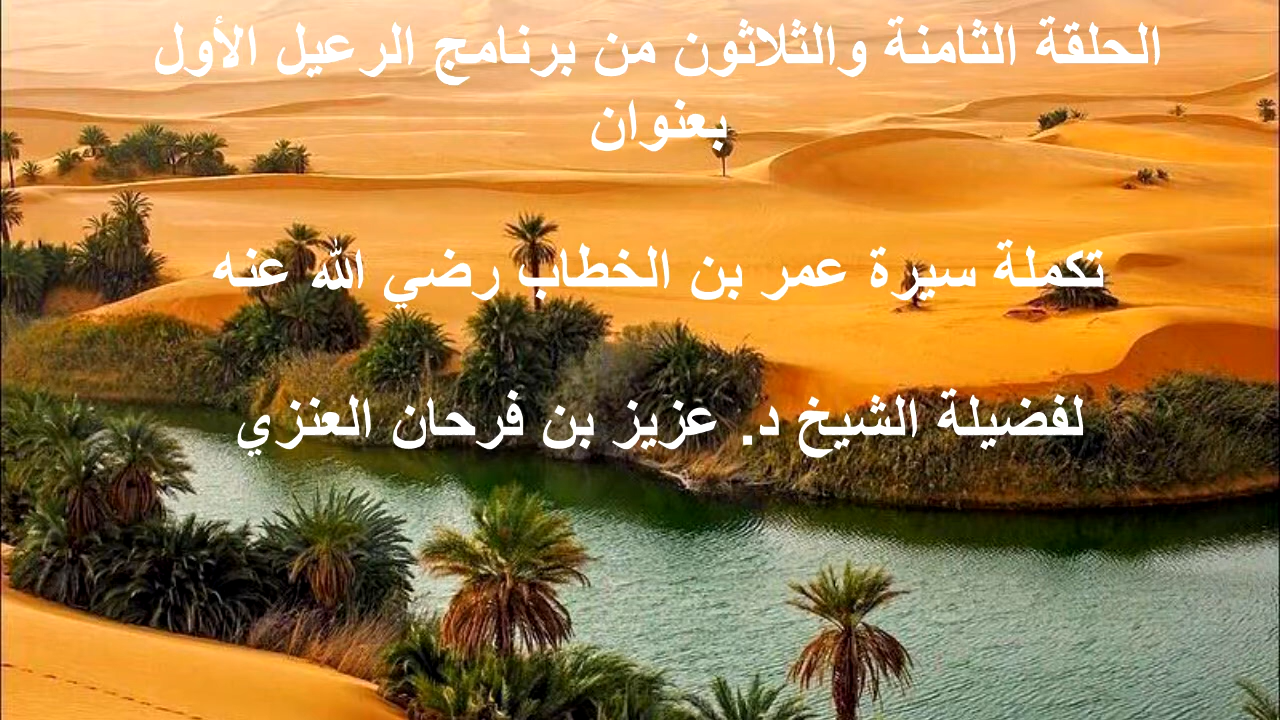 الحلقة الثامنة والثلاثون من برنامج الرعيل الأول
بعنوان
تكملة سيرة عمر بن الخطاب رضي الله عنه
لفضيلة الشيخ د. عزيز بن فرحان العنزي